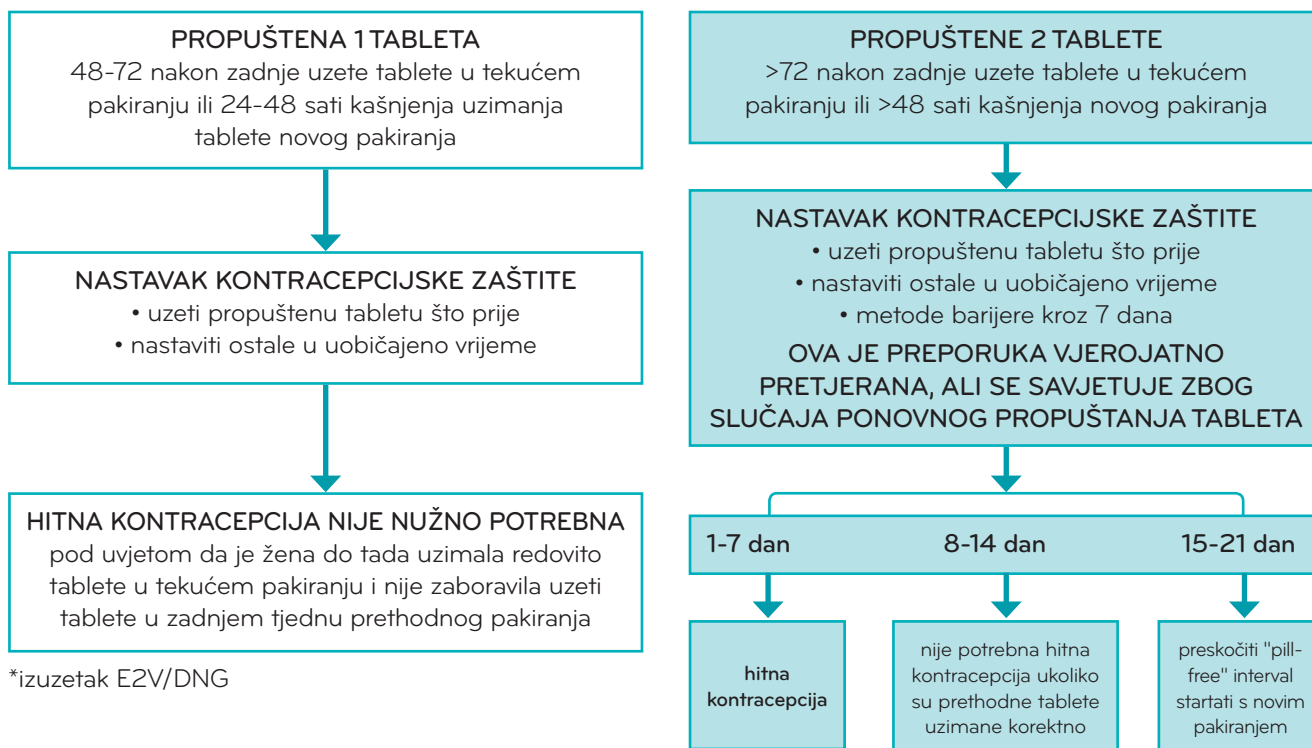 PROPUŠTENA 1 TABLETA
48-72 nakon zadnje uzete tablete u tekućem
pakiranju ili 24-48 sati kašnjenja uzimanja
tablete novog pakiranja
NASTAVAK KONTRACEPCIJSKE ZAŠTITE
• uzeti propuštenu tabletu što prije
• nastaviti ostale u uobičajeno vrijeme
HITNA KONTRACEPCIJA NIJE NUŽNO POTREBNA
pod uvjetom da je žena do tada uzimala redovito
tablete u tekućem pakiranju i nije zaboravila uzeti
tablete u zadnjem tjednu prethodnog pakiranja
*izuzetak E2V/DNG
PROPUŠTENE 2 TABLETE
>72 nakon zadnje uzete tablete u tekućem
pakiranju ili >48 sati kašnjenja novog pakiranja
NASTAVAK KONTRACEPCIJSKE ZAŠTITE
• uzeti propuštenu tabletu što prije
• nastaviti ostale u uobičajeno vrijeme
• metode barijere kroz 7 dana
OVA JE PREPORUKA VJEROJATNO
PRETJERANA, ALI SE SAVJETUJE ZBOG
SLUČAJA PONOVNOG PROPUŠTANJA TABLETA
1-7 dan
8-14 dan
15-21 dan
hitna
kontracepcija
nije potrebna hitna
kontracepcija ukoliko
su prethodne tablete
uzimane korektno
preskočiti "pill-
free" interval
startati s novim
pakiranjem